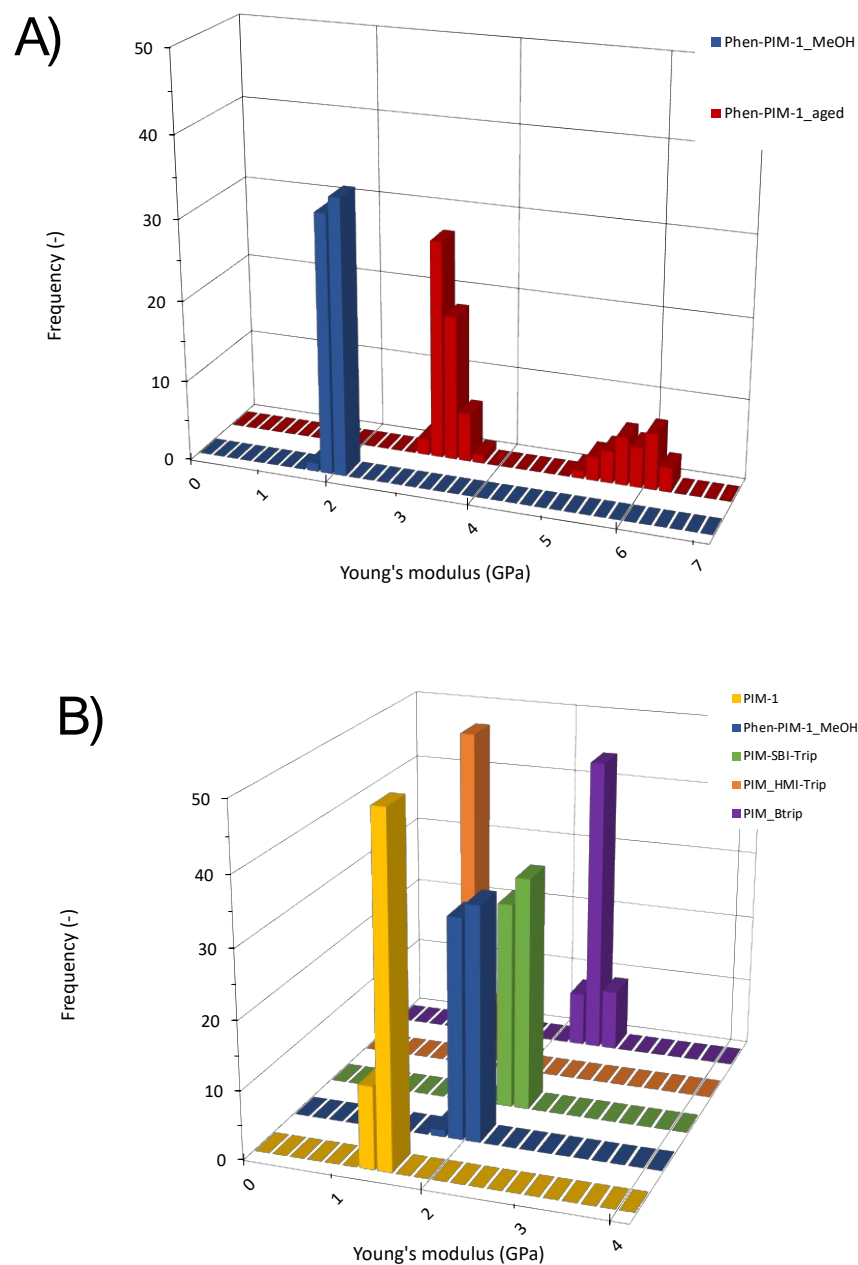 A)
50
40
30
20
10
0
Frequency (-)
0
1
2
3
4
5
6
7
Young's modulus (GPa)
Phen-PIM-1_MeOH
Phen-PIM-1_aged
B)
50
40
30
20
10
0
Frequency (-)
0
1
2
3
4
Young's modulus (GPa)
PIM-1
Phen-PIM-1_MeOH
PIM-SBI-Trip
PIM_HMI-Trip
PIM_Btrip